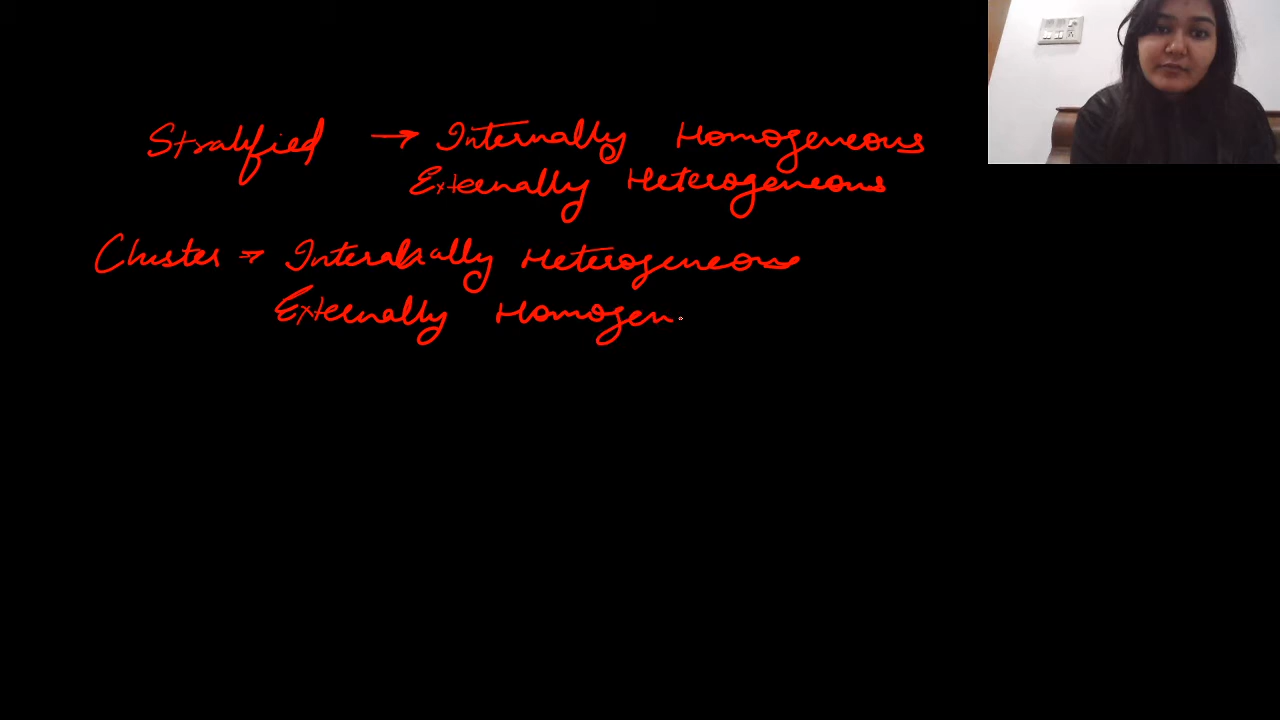 Stratified → Internally Homogeneous
Externally Heterogeneous
Cluster → Internally Heterogeneous
Externally Homogen